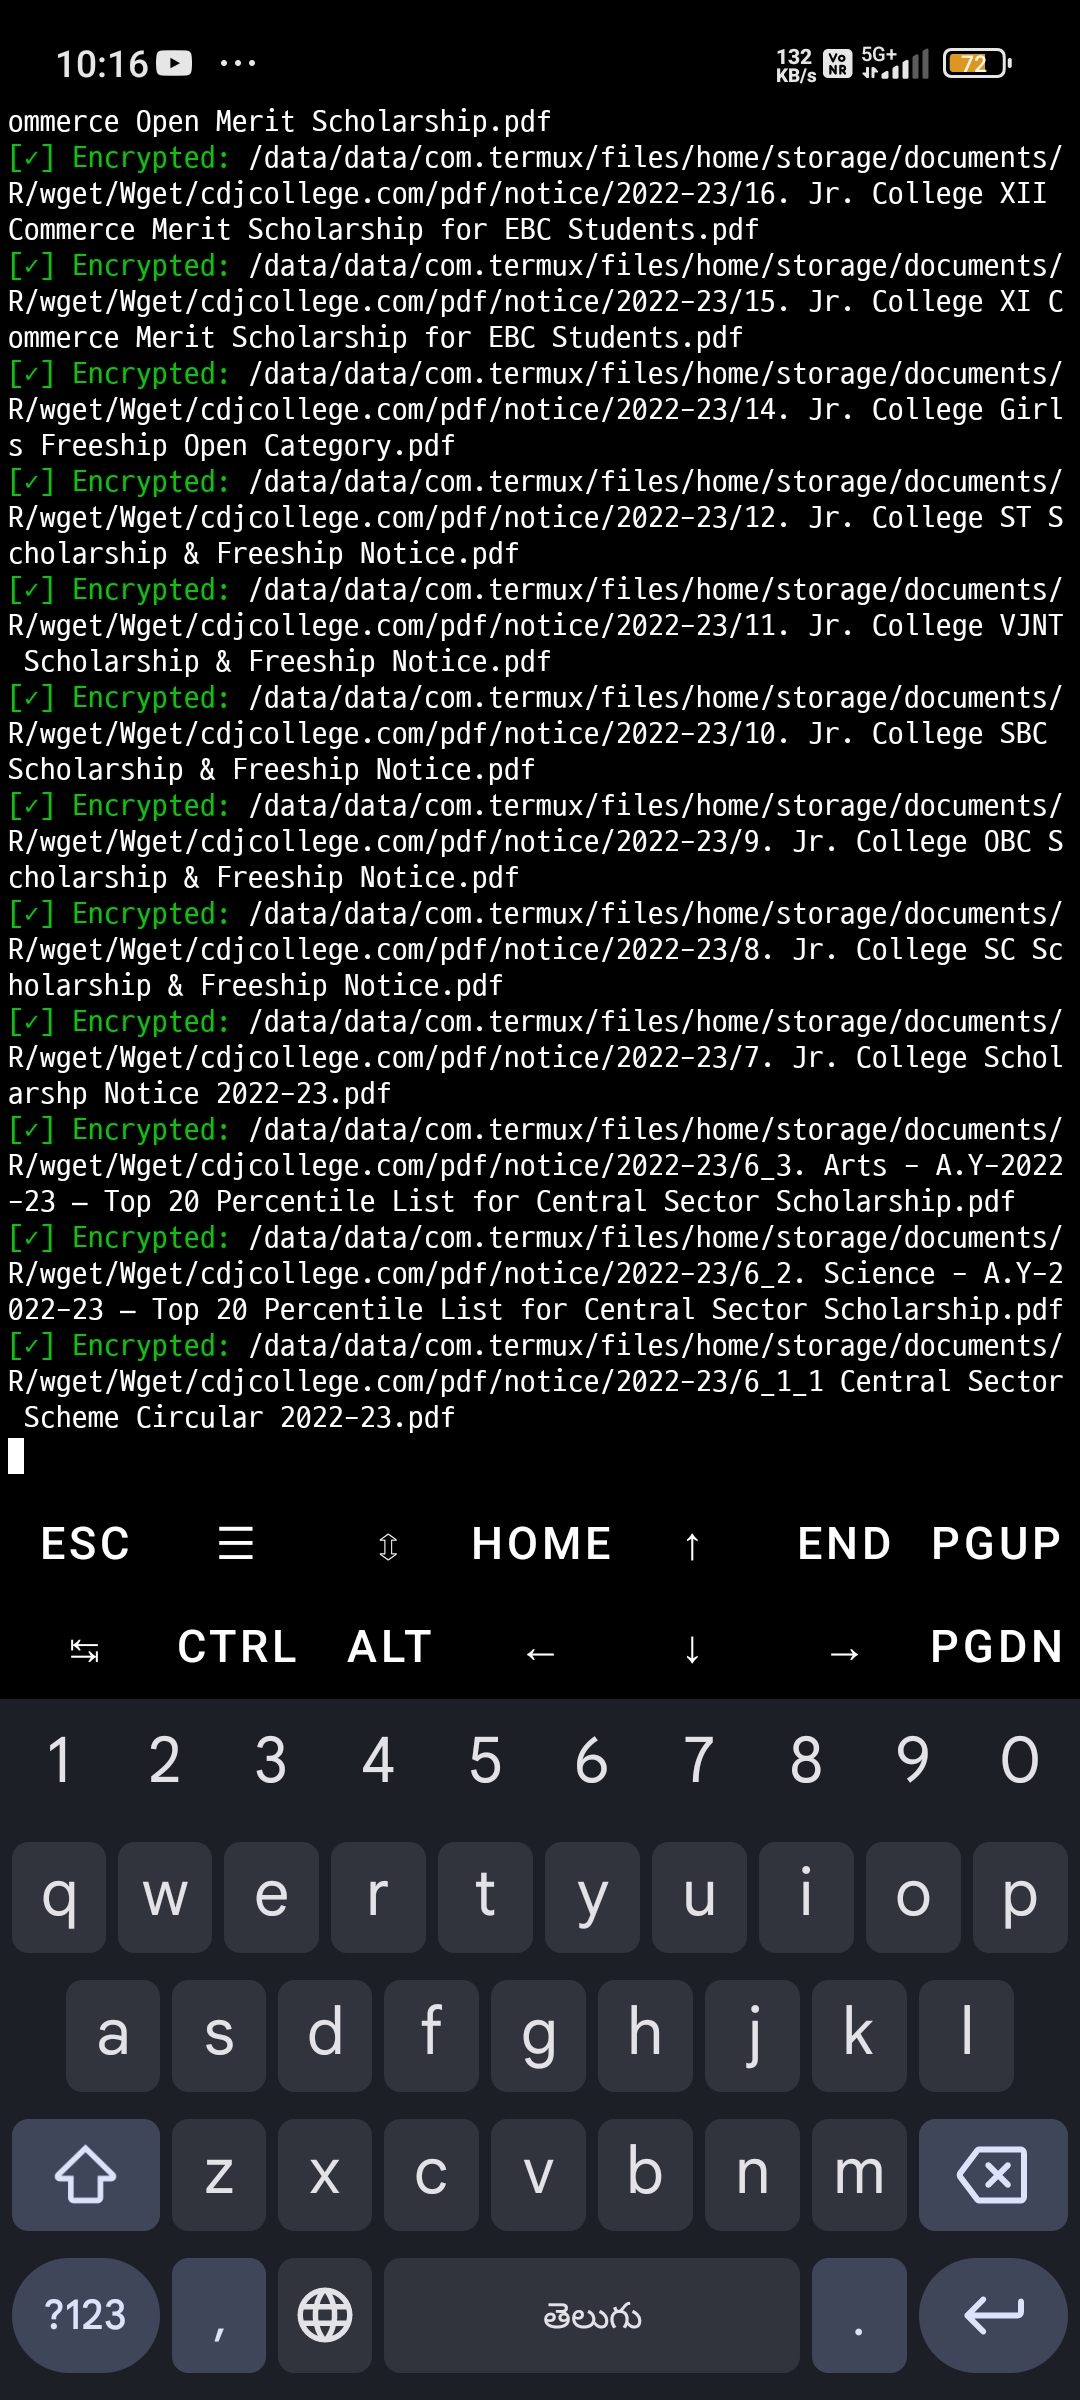 10:16 ... 132 KB/s Vo NR 5G+ 72
ommerce Open Merit Scholarship.pdf
[✓] Encrypted: /data/data/com.termux/files/home/storage/documents/
R/wget/Wget/cdjcollege.com/pdf/notice/2022-23/16. Jr. College XII
Commerce Merit Scholarship for EBC Students.pdf
[✓] Encrypted: /data/data/com.termux/files/home/storage/documents/
R/wget/Wget/cdjcollege.com/pdf/notice/2022-23/15. Jr. College XI C
ommerce Merit Scholarship for EBC Students.pdf
[✓] Encrypted: /data/data/com.termux/files/home/storage/documents/
R/wget/Wget/cdjcollege.com/pdf/notice/2022-23/14. Jr. College Girl
s Freeship Open Category.pdf
[✓] Encrypted: /data/data/com.termux/files/home/storage/documents/
R/wget/Wget/cdjcollege.com/pdf/notice/2022-23/12. Jr. College ST S
cholarship & Freeship Notice.pdf
[✓] Encrypted: /data/data/com.termux/files/home/storage/documents/
R/wget/Wget/cdjcollege.com/pdf/notice/2022-23/11. Jr. College VJNT
Scholarship & Freeship Notice.pdf
[✓] Encrypted: /data/data/com.termux/files/home/storage/documents/
R/wget/Wget/cdjcollege.com/pdf/notice/2022-23/10. Jr. College SBC
Scholarship & Freeship Notice.pdf
[✓] Encrypted: /data/data/com.termux/files/home/storage/documents/
R/wget/Wget/cdjcollege.com/pdf/notice/2022-23/9. Jr. College OBC S
cholarship & Freeship Notice.pdf
[✓] Encrypted: /data/data/com.termux/files/home/storage/documents/
R/wget/Wget/cdjcollege.com/pdf/notice/2022-23/8. Jr. College SC Sc
holarship & Freeship Notice.pdf
[✓] Encrypted: /data/data/com.termux/files/home/storage/documents/
R/wget/Wget/cdjcollege.com/pdf/notice/2022-23/7. Jr. College Schol
arshp Notice 2022-23.pdf
[✓] Encrypted: /data/data/com.termux/files/home/storage/documents/
R/wget/Wget/cdjcollege.com/pdf/notice/2022-23/6_3. Arts - A.Y-2022
-23 – Top 20 Percentile List for Central Sector Scholarship.pdf
[✓] Encrypted: /data/data/com.termux/files/home/storage/documents/
R/wget/Wget/cdjcollege.com/pdf/notice/2022-23/6_2. Science - A.Y-2
022-23 – Top 20 Percentile List for Central Sector Scholarship.pdf
[✓] Encrypted: /data/data/com.termux/files/home/storage/documents/
R/wget/Wget/cdjcollege.com/pdf/notice/2022-23/6_1_1 Central Sector
Scheme Circular 2022-23.pdf
ESC ☰ ⇳ HOME ↑ END PGUP
↹ CTRL ALT ← ↓ → PGDN
1 2 3 4 5 6 7 8 9 0
q w e r t y u i o p
a s d f g h j k l
z x c v b n m
?123 , తెలుగు .